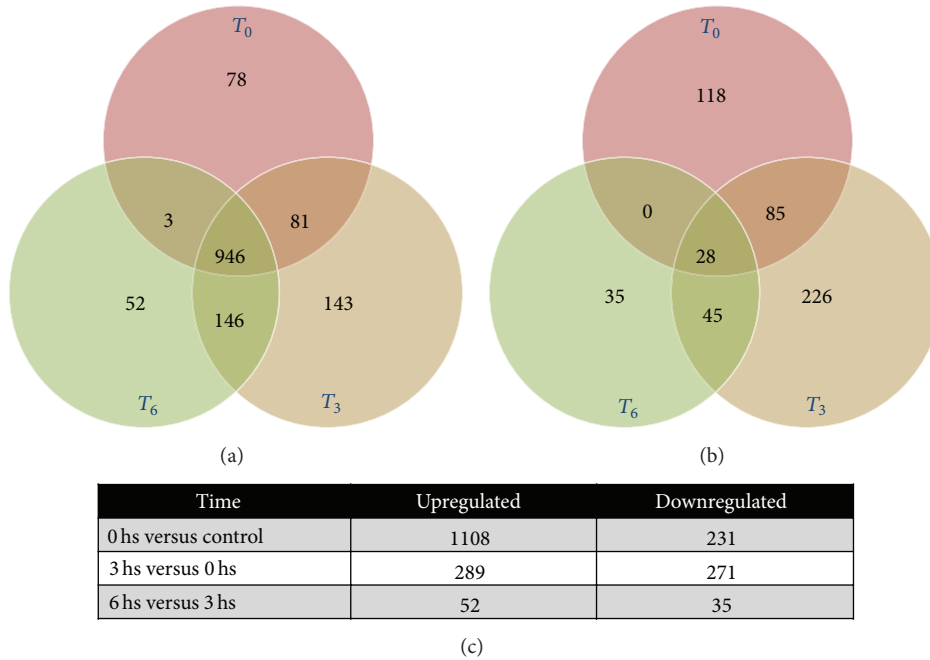 T₀ T₀
78 118
3 81 0 85
946 28
52 146 143 35 45 226
T₆ T₃ T₆ T₃
(a) (b)
Time Upregulated Downregulated
0 hs versus control 1108 231
3 hs versus 0 hs 289 271
6 hs versus 3 hs 52 35
(c)